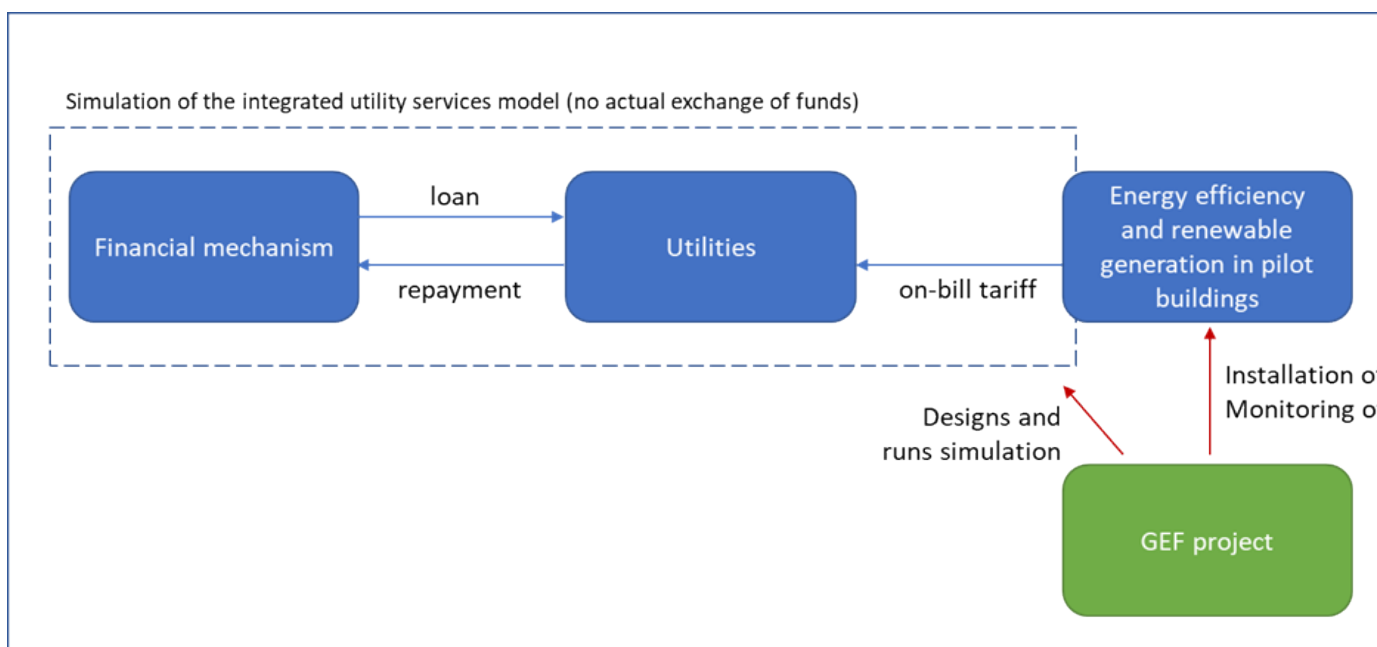 Simulation of the integrated utility services model (no actual exchange of funds)
Financial mechanism
loan
repayment
Utilities
on-bill tariff
Energy efficiency
and renewable
generation in pilot
buildings
Designs and
runs simulation
Installation
Monitoring
GEF project